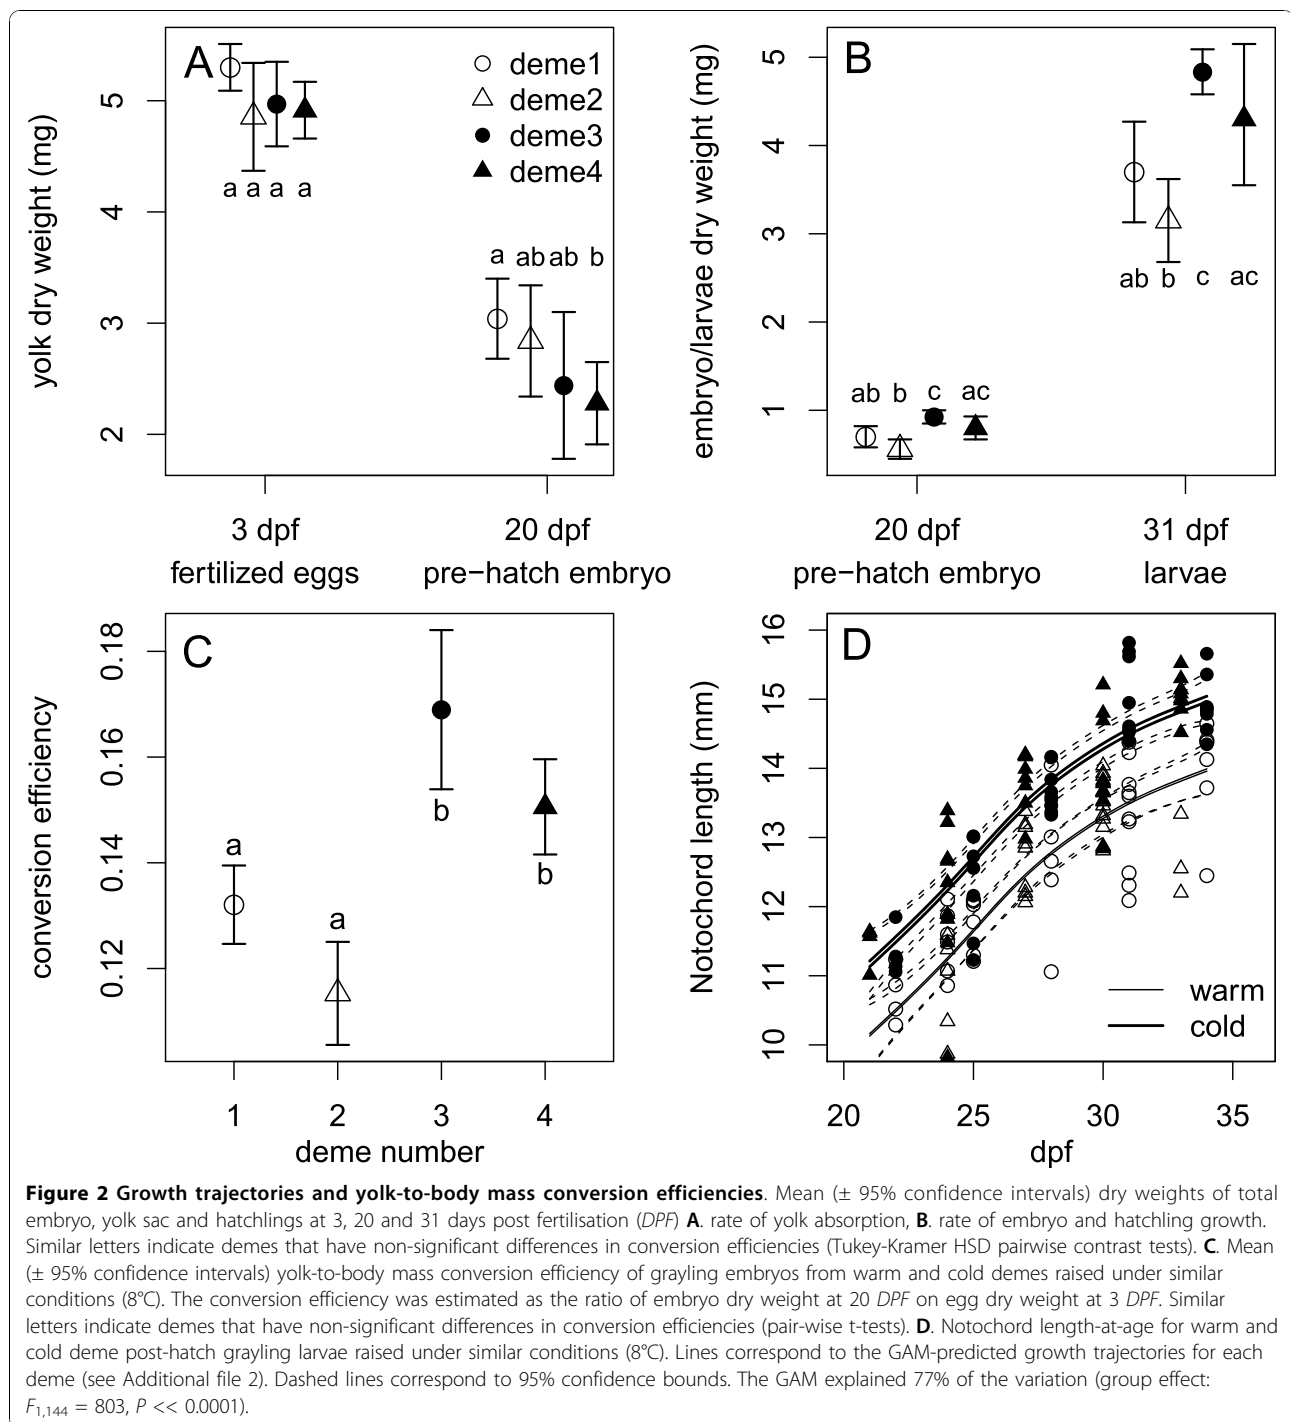 A
deme1
deme2
deme3
deme4
yolk dry weight (mg)
5
4
3
2
a a a a
a ab ab b
3 dpf
20 dpf
fertilized eggs
pre−hatch embryo
B
embryo/larvae dry weight (mg)
5
4
3
2
1
ab b c ac
ab b c ac
20 dpf
31 dpf
pre−hatch embryo
larvae
C
conversion efficiency
0.18
0.16
0.14
0.12
a
a
b
b
1 2 3 4
deme number
D
Notochord length (mm)
16
15
14
13
12
11
10
warm
cold
20 25 30 35
dpf
Figure 2 Growth trajectories and yolk-to-body mass conversion efficiencies. Mean (± 95% confidence intervals) dry weights of total
embryo, yolk sac and hatchlings at 3, 20 and 31 days post fertilisation (DPF) A. rate of yolk absorption, B. rate of embryo and hatchling growth.
Similar letters indicate demes that have non-significant differences in conversion efficiencies (Tukey-Kramer HSD pairwise contrast tests). C. Mean
(± 95% confidence intervals) yolk-to-body mass conversion efficiency of grayling embryos from warm and cold demes raised under similar
conditions (8°C). The conversion efficiency was estimated as the ratio of embryo dry weight at 20 DPF on egg dry weight at 3 DPF. Similar
letters indicate demes that have non-significant differences in conversion efficiencies (pair-wise t-tests). D. Notochord length-at-age for warm and
cold deme post-hatch grayling larvae raised under similar conditions (8°C). Lines correspond to the GAM-predicted growth trajectories for each
deme (see Additional file 2). Dashed lines correspond to 95% confidence bounds. The GAM explained 77% of the variation (group effect:
F1,144 = 803, P << 0.0001).